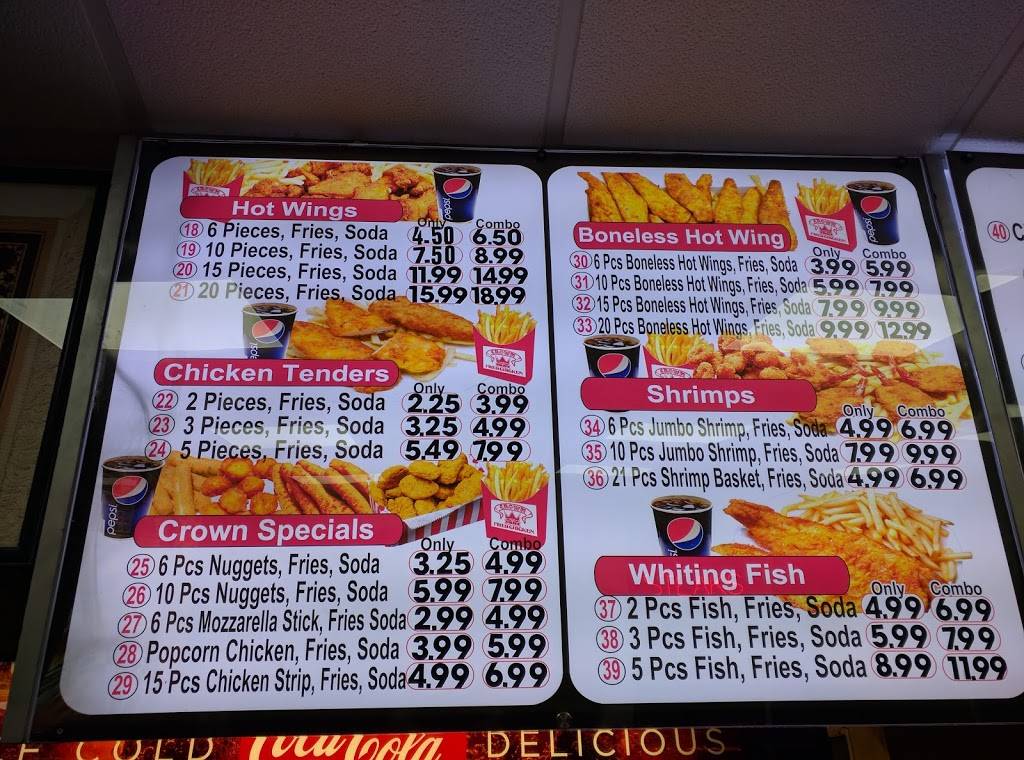 Hot Wings
Only Combo
18 6 Pieces, Fries, Soda 4.50 6.50
19 10 Pieces, Fries, Soda 7.50 8.99
20 15 Pieces, Fries, Soda 11.99 14.99
21 20 Pieces, Fries, Soda 15.99 18.99
Chicken Tenders
Only Combo
22 2 Pieces, Fries, Soda 2.25 3.99
23 3 Pieces, Fries, Soda 3.25 4.99
24 5 Pieces, Fries, Soda 5.49 7.99
pepsi
Crown Specials
Only Combo
25 6 Pcs Nuggets, Fries, Soda 3.25 4.99
26 10 Pcs Nuggets, Fries, Soda 5.99 7.99
27 6 Pcs Mozzarella Stick, Fries Soda 2.99 4.99
28 Popcorn Chicken, Fries, Soda 3.99 5.99
29 15 Pcs Chicken Strip, Fries, Soda 4.99 6.99
pepsi
Boneless Hot Wing
Only Combo
30 6 Pcs Boneless Hot Wings, Fries, Soda 3.99 5.99
31 10 Pcs Boneless Hot Wings, Fries, Soda 5.99 7.99
32 15 Pcs Boneless Hot Wings, Fries, Soda 7.99 9.99
33 20 Pcs Boneless Hot Wings, Fries, Soda 9.99 12.99
Shrimps
Only Combo
34 6 Pcs Jumbo Shrimp, Fries, Soda 4.99 6.99
35 10 Pcs Jumbo Shrimp, Fries, Soda 7.99 9.99
36 21 Pcs Shrimp Basket, Fries, Soda 4.99 6.99
Whiting Fish
Only Combo
37 2 Pcs Fish, Fries, Soda 4.99 6.99
38 3 Pcs Fish, Fries, Soda 5.99 7.99
39 5 Pcs Fish, Fries, Soda 8.99 11.99
40 C
COLD Coca Cola DELICIOUS